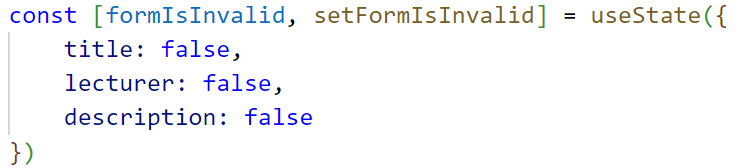 const [formIsInvalid, setFormIsInvalid] = useState({
    title: false,
    lecturer: false,
    description: false
})